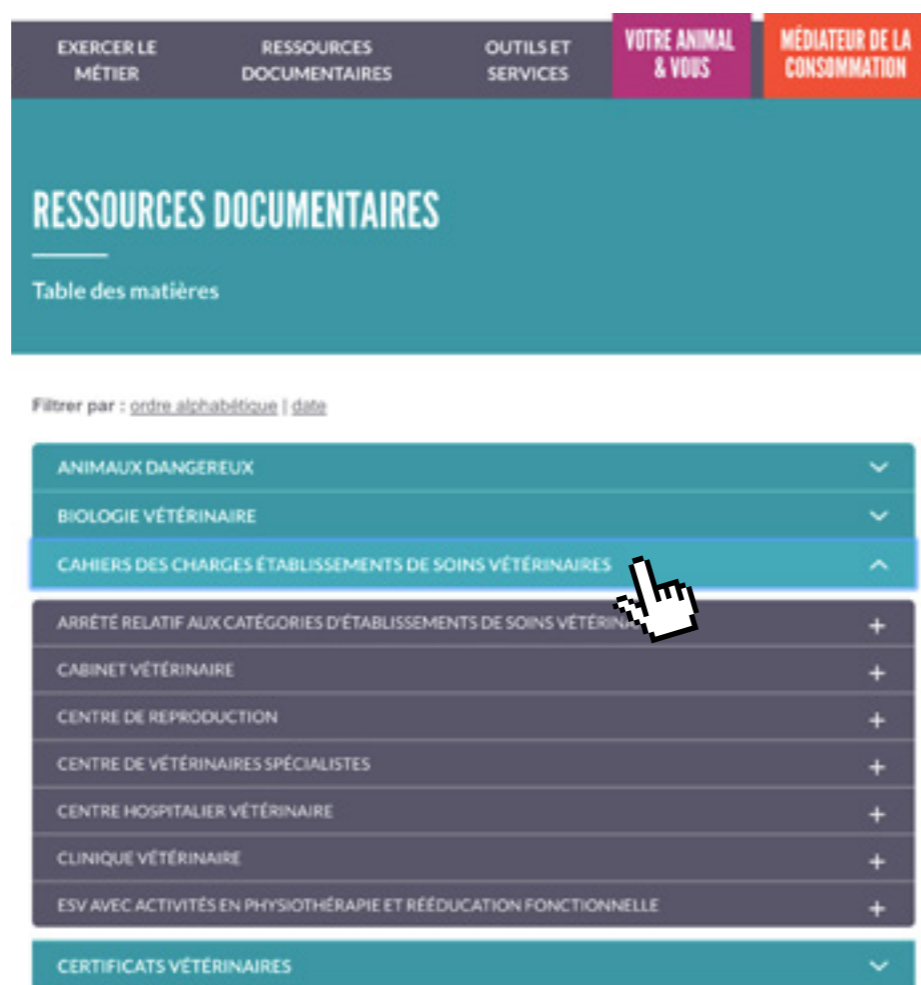 EXERCER LE
MÉTIER
RESSOURCES
DOCUMENTAIRES
OUTILS ET
SERVICES
VOTRE ANIMAL
& VOUS
MÉDIATEUR DE LA
CONSOMMATION
RESSOURCES DOCUMENTAIRES
Table des matières
Filtrer par : ordre alphabétique | date
ANIMAUX DANGEREUX
BIOLOGIE VÉTÉRINAIRE
CAHIERS DES CHARGES ÉTABLISSEMENTS DE SOINS VÉTÉRINAIRES
ARRÊTÉ RELATIF AUX CATÉGORIES D'ÉTABLISSEMENTS DE SOINS
CABINET VÉTÉRINAIRE
CENTRE DE REPRODUCTION
CENTRE DE VÉTÉRINAIRES SPÉCIALISTES
CENTRE HOSPITALIER VÉTÉRINAIRE
CLINIQUE VÉTÉRINAIRE
ESV AVEC ACTIVITÉS EN PHYSIOTHÉRAPIE ET RÉÉDUCATION FONCTIONNELLE
CERTIFICATS VÉTÉRINAIRES